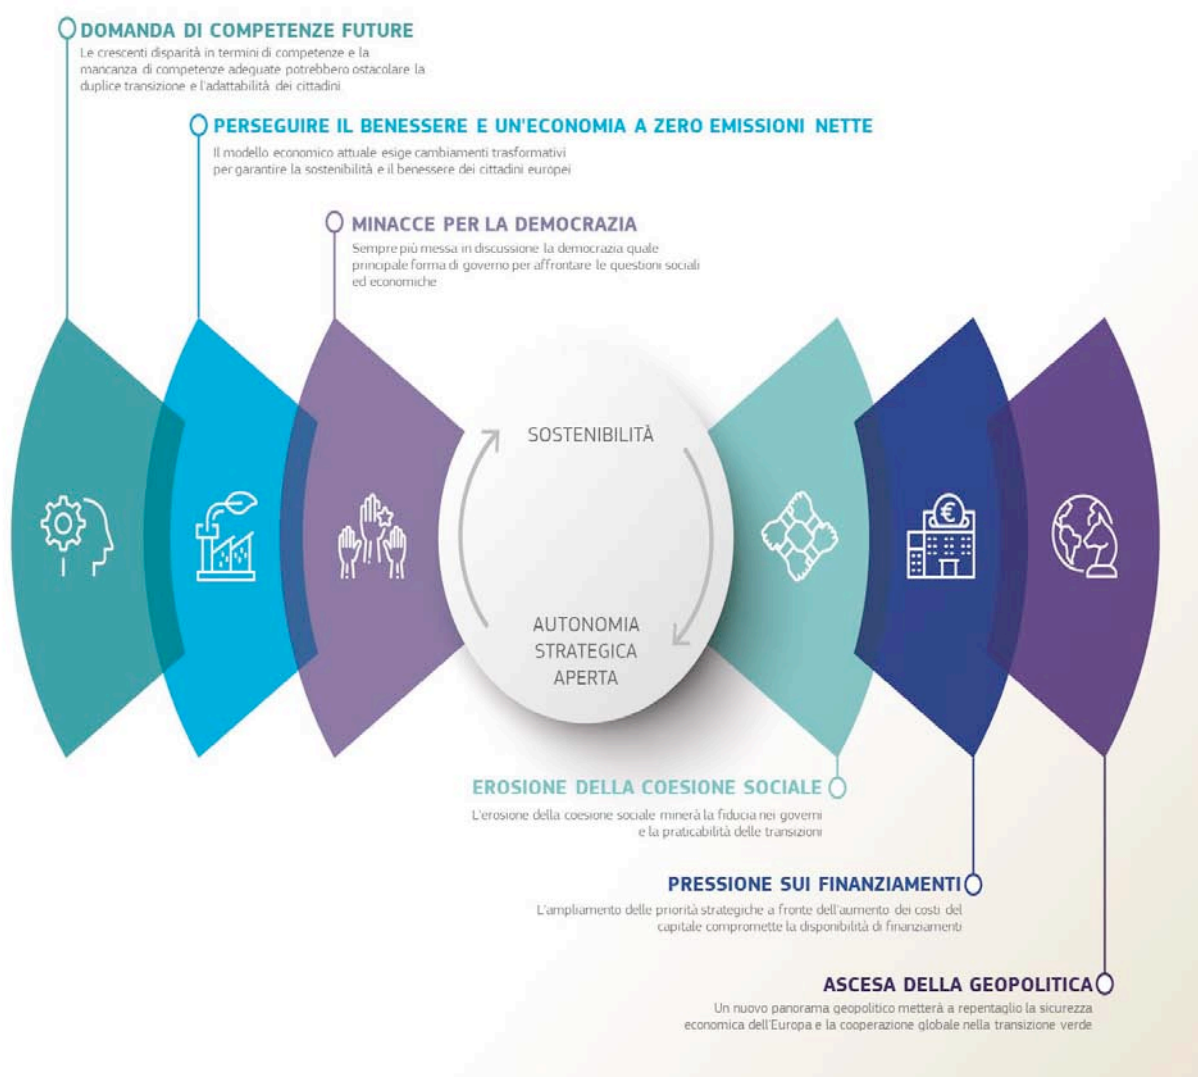 DOMANDA DI COMPETENZE FUTURE
Le crescenti disparità in termini di competenze e la
mancanza di competenze adeguate potrebbero ostacolare la
duplice transizione e l'adattabilità dei cittadini
PERSEGUIRE IL BENESSERE E UN'ECONOMIA A ZERO EMISSIONI NETTE
Il modello economico attuale esige cambiamenti trasformativi
per garantire la sostenibilità e il benessere dei cittadini europei
MINACCE PER LA DEMOCRAZIA
Sempre più messa in discussione la democrazia quale
principale forma di governo per affrontare le questioni sociali
ed economiche
SOSTENIBILITÀ
AUTONOMIA
STRATEGICA
APERTA
€
EROSIONE DELLA COESIONE SOCIALE
L'erosione della coesione sociale minerà la fiducia nei governi
e la praticabilità delle transizioni
PRESSIONE SUI FINANZIAMENTI
L'ampliamento delle priorità strategiche a fronte dell'aumento dei costi del
capitale compromette la disponibilità di finanziamenti
ASCESA DELLA GEOPOLITICA
Un nuovo panorama geopolitico metterà a repentaglio la sicurezza
economica dell'Europa e la cooperazione globale nella transizione verde